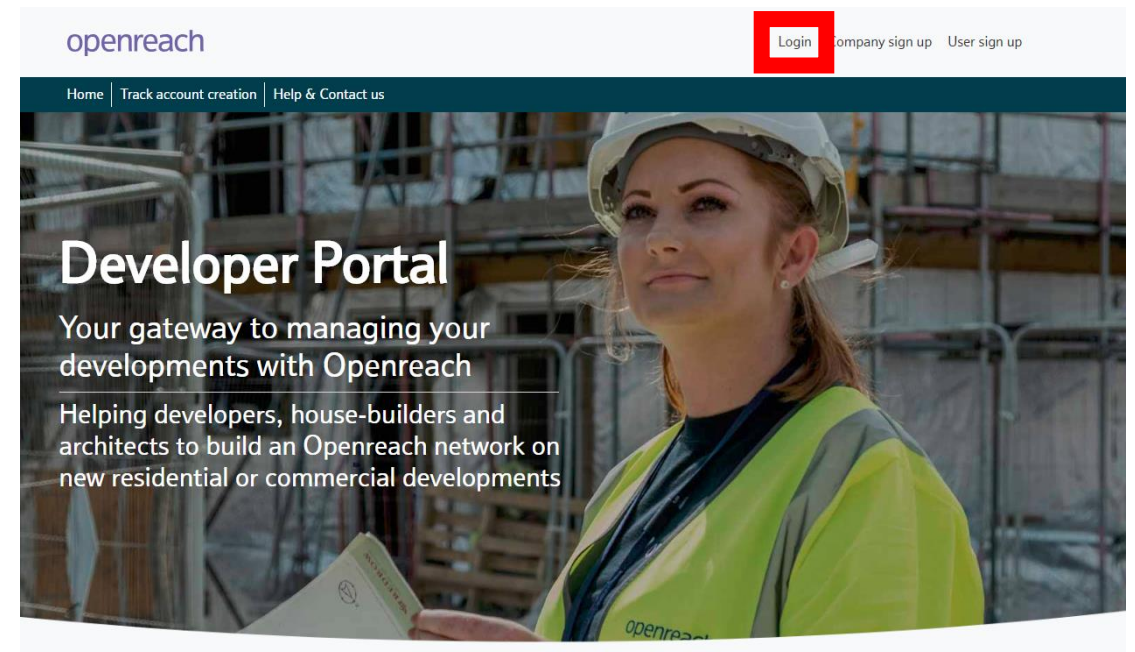 openreach
Login Company sign up User sign up
Home Track account creation Help & Contact us
Developer Portal
Your gateway to managing your
developments with Openreach
Helping developers, house-builders and
architects to build an Openreach network on
new residential or commercial developments
openreach